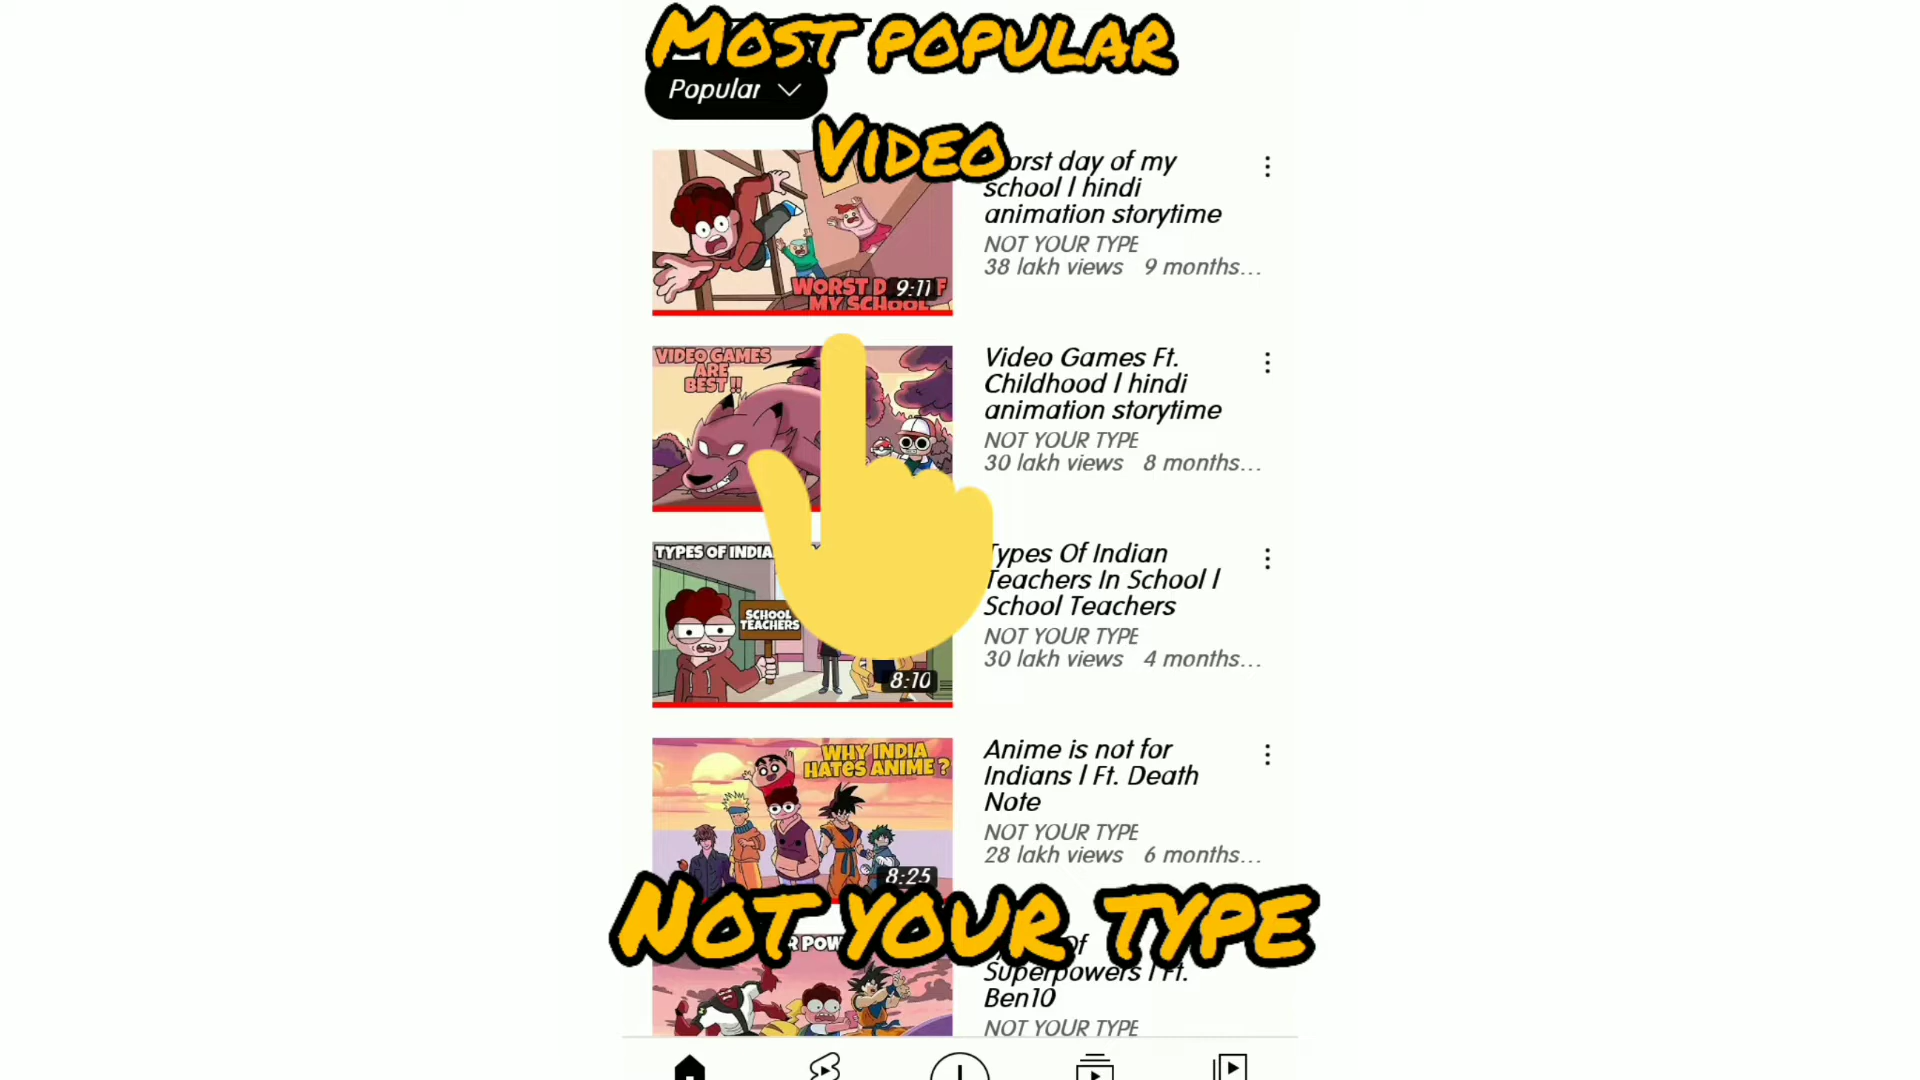 MOST POPULAR
Popular
VIDEO
orst day of my
school l hindi
animation storytime
NOT YOUR TYPE
38 lakh views 9 months...
WORST D F
MY SCHOOL
9:11
VIDEO GAMES
ARE
BEST !!
Video Games Ft.
Childhood l hindi
animation storytime
NOT YOUR TYPE
30 lakh views 8 months...
TYPES OF INDIA
SCHOOL
TEACHERS
8:10
Types Of Indian
Teachers In School l
School Teachers
NOT YOUR TYPE
30 lakh views 4 months...
WHY INDIA
HATES ANIME ?
8:25
Anime is not for
Indians l Ft. Death
Note
NOT YOUR TYPE
28 lakh views 6 months...
NOT YOUR TYPE
R POW
Of
Superpowers l Ft.
Ben10
NOT YOUR TYPE